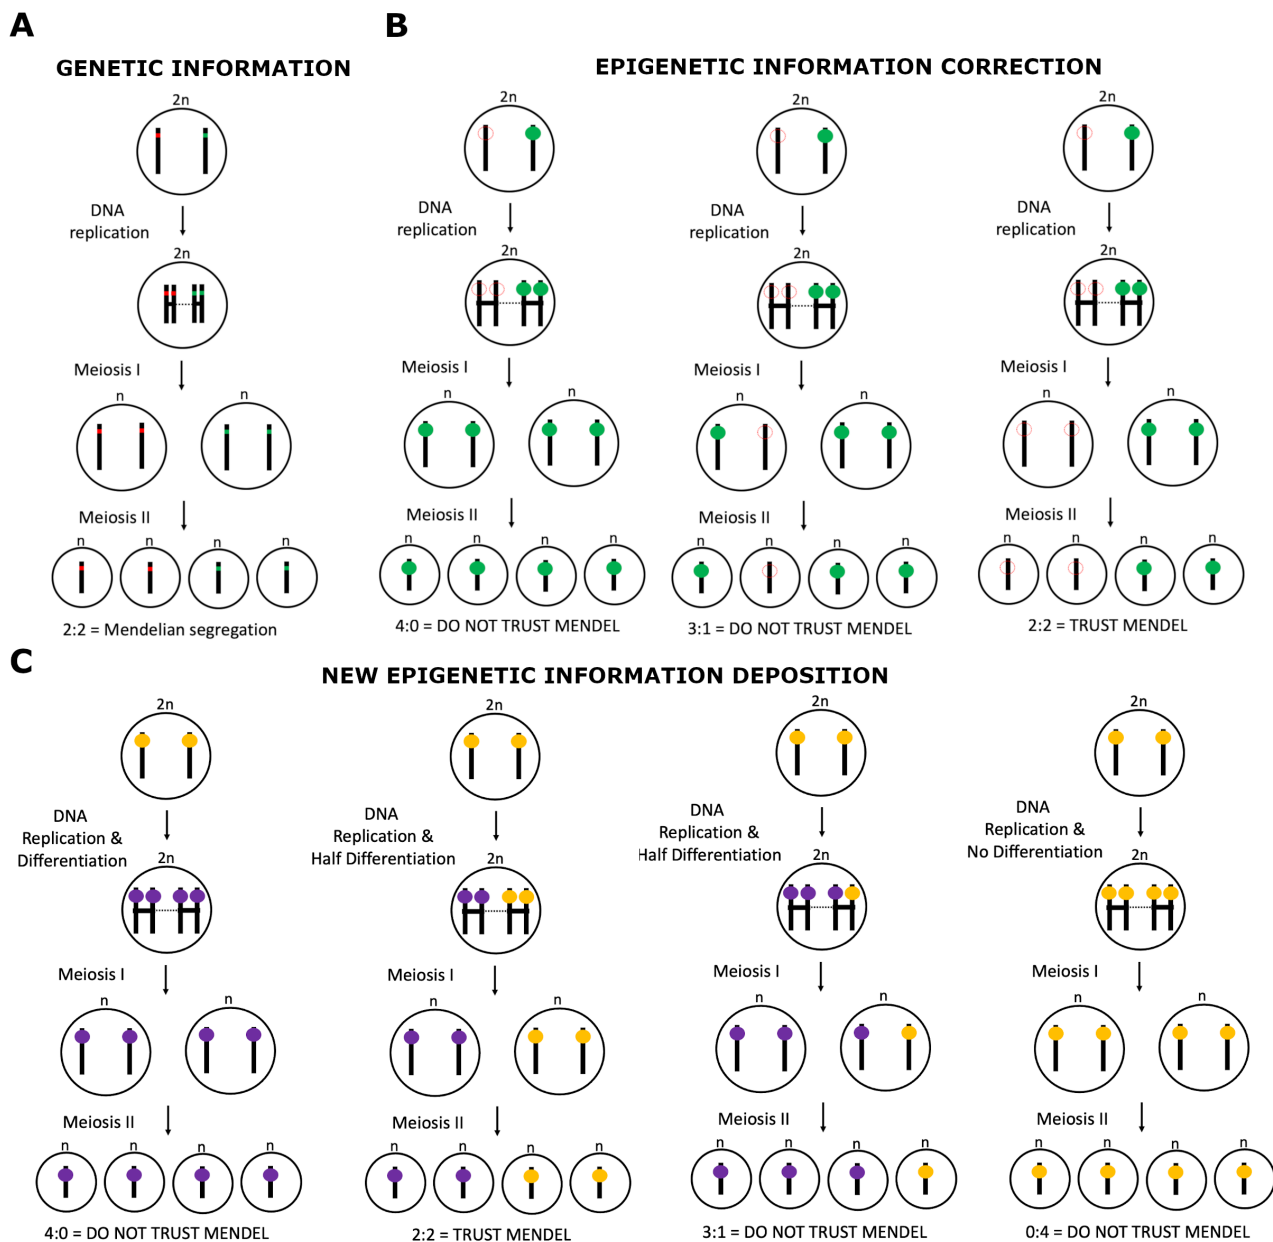 A
GENETIC INFORMATION
2n
DNA
replication
2n
Meiosis I
n
n
Meiosis II
n
n
n
n
2:2 = Mendelian segregation
B
EPIGENETIC INFORMATION CORRECTION
2n
DNA
replication
2n
Meiosis I
n
n
Meiosis II
n
n
n
n
4:0 = DO NOT TRUST MENDEL
2n
DNA
replication
2n
Meiosis I
n
n
Meiosis II
n
n
n
n
3:1 = DO NOT TRUST MENDEL
2n
DNA
replication
2n
Meiosis I
n
n
Meiosis II
n
n
n
n
2:2 = TRUST MENDEL
C
NEW EPIGENETIC INFORMATION DEPOSITION
2n
DNA
Replication &
Differentiation
2n
Meiosis I
n
n
Meiosis II
n
n
n
n
4:0 = DO NOT TRUST MENDEL
2n
DNA
Replication &
Half Differentiation
2n
Meiosis I
n
n
Meiosis II
n
n
n
n
2:2 = TRUST MENDEL
2n
DNA
Replication &
Half Differentiation
2n
Meiosis I
n
n
Meiosis II
n
n
n
n
3:1 = DO NOT TRUST MENDEL
2n
DNA
Replication &
No Differentiation
2n
Meiosis I
n
n
Meiosis II
n
n
n
n
0:4 = DO NOT TRUST MENDEL